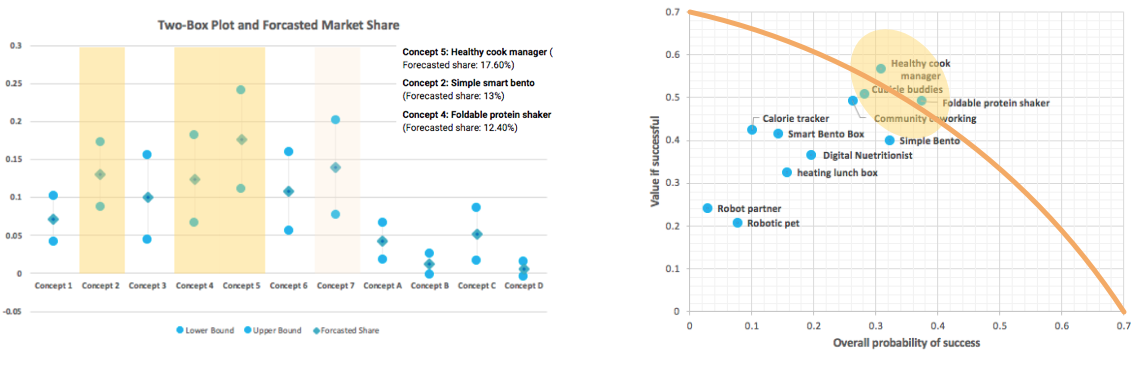 Two-Box Plot and Forcasted Market Share
0.3
0.25
0.2
0.15
0.1
0.05
0
-0.05
Concept 1 Concept 2 Concept 3 Concept 4 Concept 5 Concept 6 Concept 7 Concept A Concept B Concept C Concept D
Lower Bound Upper Bound Forcasted Share
Concept 5: Healthy cook manager (
Forecasted share: 17.60%)
Concept 2: Simple smart bento
(Forecasted share: 13%)
Concept 4: Foldable protein shaker
(Forecasted share: 12.40%)
Value if successful
0.7
0.6
0.5
0.4
0.3
0.2
0.1
0
Healthy cook
manager
Cubicle buddies
Foldable protein shaker
Community coworking
Calorie tracker
Smart Bento Box
Simple Bento
Digital Nuetritionist
heating lunch box
Robot partner
Robotic pet
0 0.1 0.2 0.3 0.4 0.5 0.6 0.7
Overall probability of success